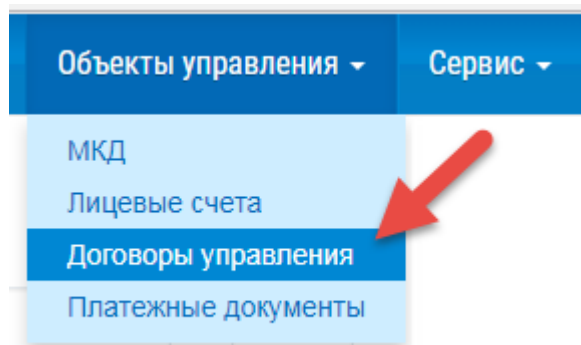 Объекты управления Сервис
МКД
Лицевые счета
Договоры управления
Платежные документы